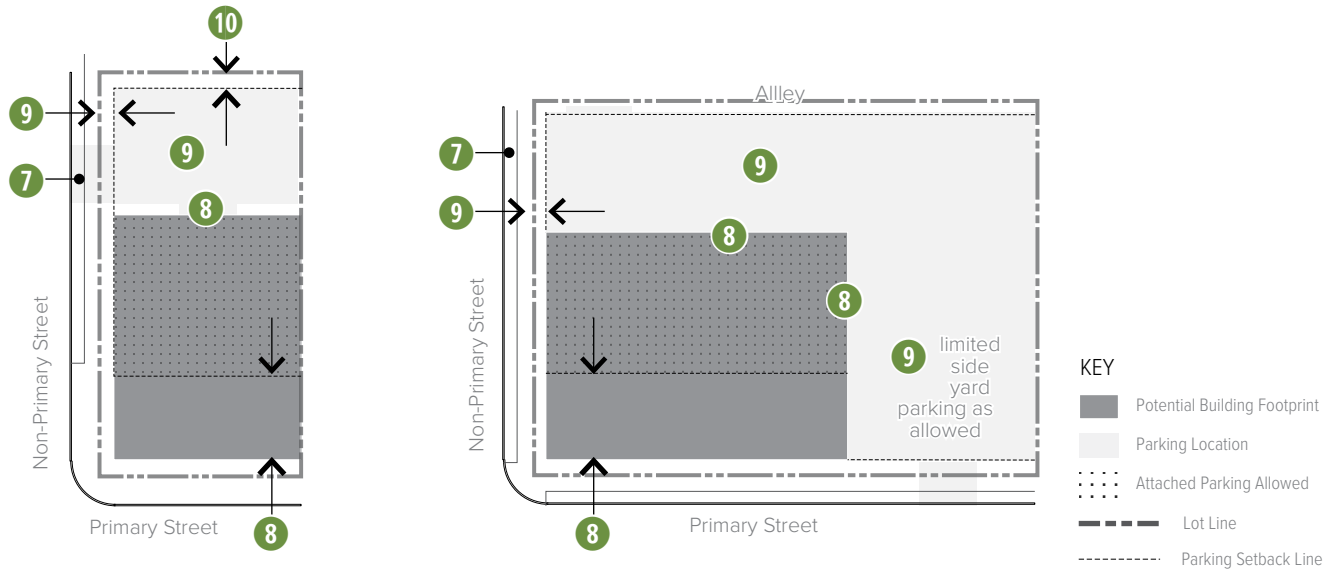 10
9
9
7
8
Non-Primary Street
8
Primary Street
Allley
7
9
9
8
8
9
limited
side
yard
parking as
allowed
Non-Primary Street
8
Primary Street
KEY
Potential Building Footprint
Parking Location
Attached Parking Allowed
Lot Line
Parking Setback Line